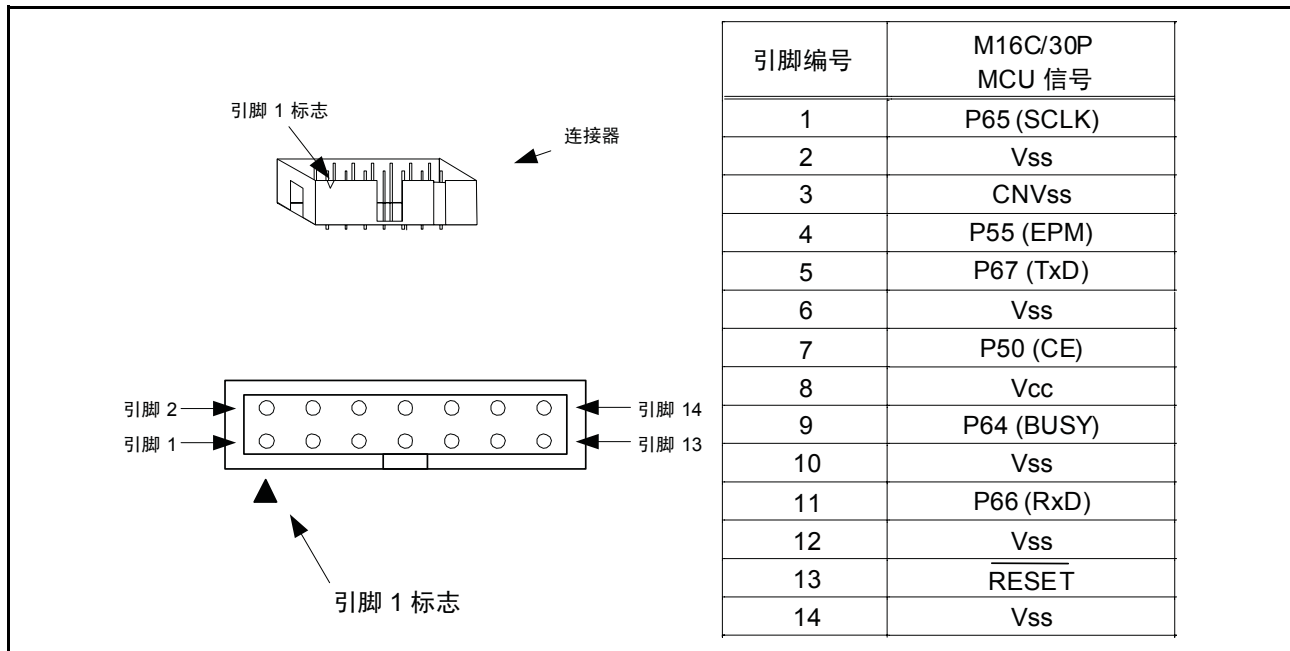 引脚 1 标志
连接器
引脚 2
引脚 14
引脚 1
引脚 13
引脚 1 标志
引脚编号 M16C/30P MCU 信号
1 P65 (SCLK)
2 Vss
3 CNVss
4 P55 (EPM)
5 P67 (TxD)
6 Vss
7 P50 (CE)
8 Vcc
9 P64 (BUSY)
10 Vss
11 P66 (RxD)
12 Vss
13 RESET
14 Vss